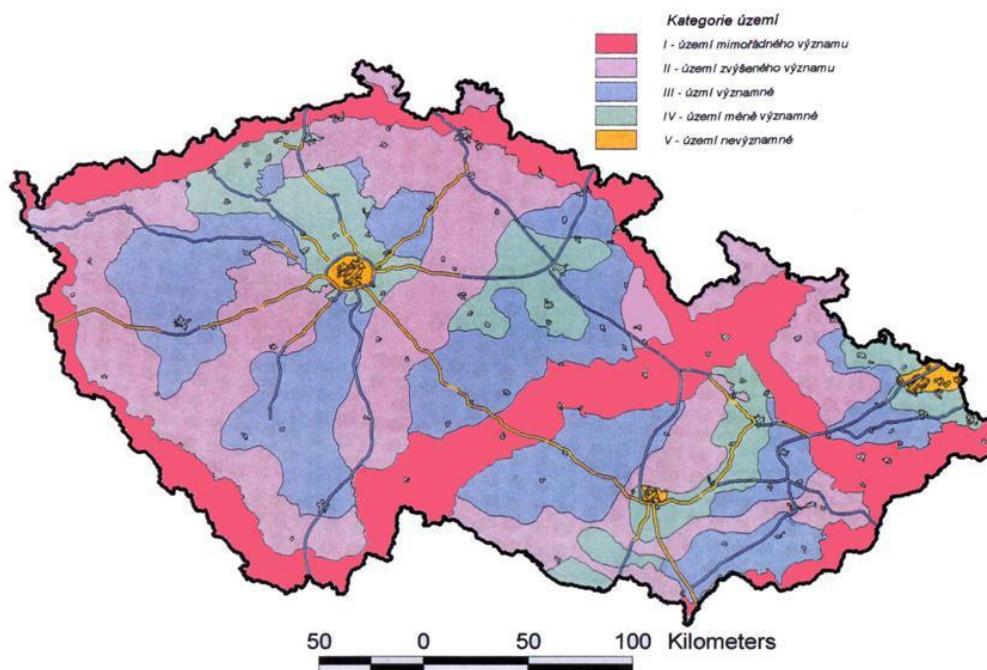 Kategorie území
I - území mimořádného významu
II - území zvýšeného významu
III - úzmí významné
IV - území méně významné
V - území nevýznamné
50 0 50 100 Kilometers